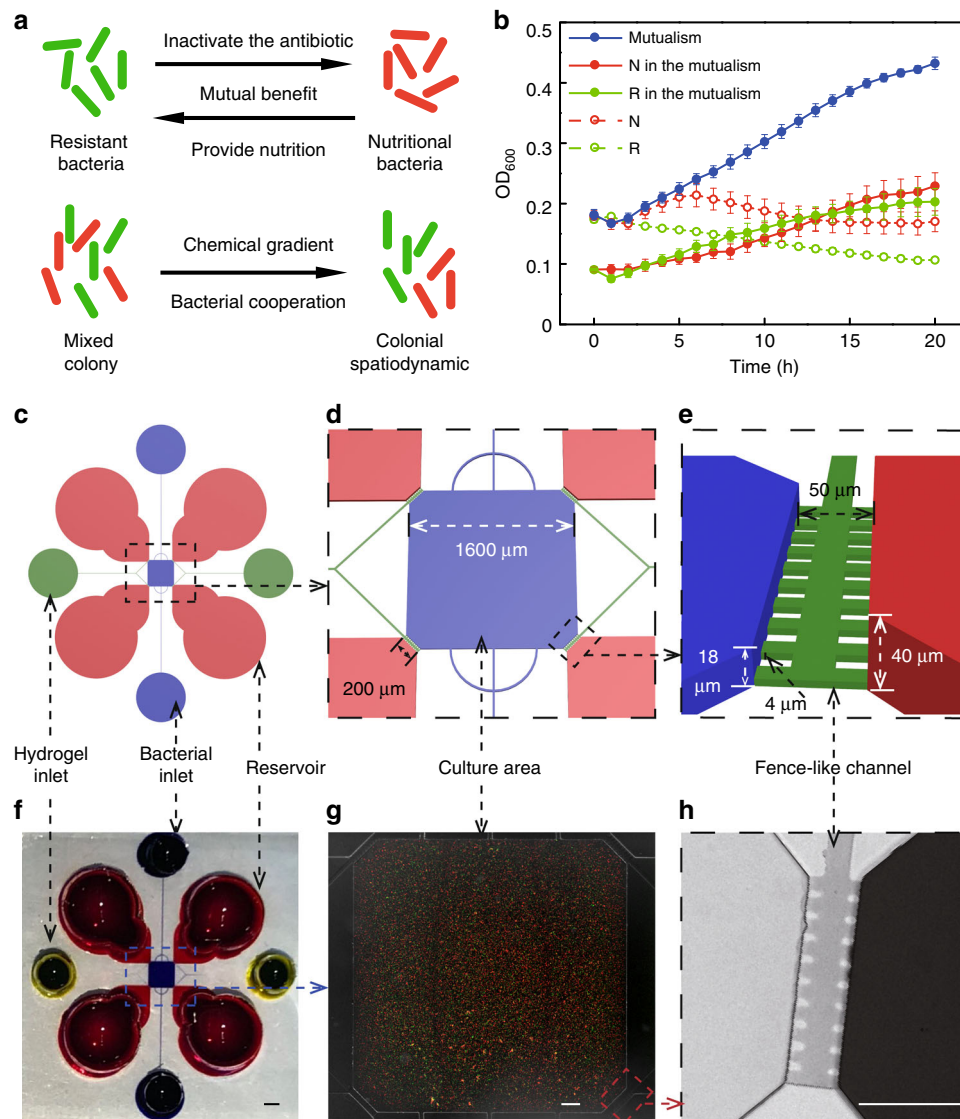 a
Inactivate the antibiotic
Mutual benefit
Provide nutrition
Resistant
bacteria
Nutritional
bacteria
Chemical gradient
Bacterial cooperation
Mixed
colony
Colonial
spatiodynamic
b
0.5
0.4
0.3
0.2
0.1
0
OD600
Mutualism
N in the mutualism
R in the mutualism
N
R
0
5
10
15
20
Time (h)
c
d
1600 μm
200 μm
e
50 μm
18
μm
4 μm
40 μm
Hydrogel
inlet
Bacterial
inlet
Reservoir
Culture area
Fence-like channel
f
g
h